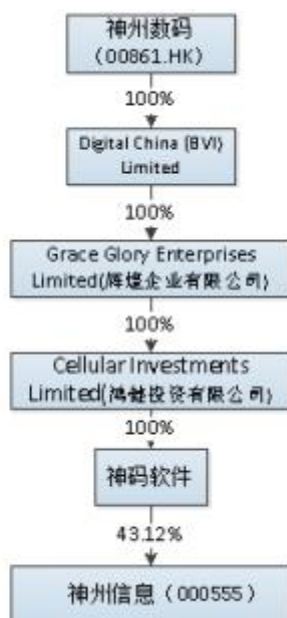 神州数码
（00861.HK）
100%
Digital China (BVI)
Limited
100%
Grace Glory Enterprises
Limited(辉煌企业有限公司)
100%
Cellular Investments
Limited(鸿健投资有限公司)
100%
神码软件
43.12%
神州信息（000555）